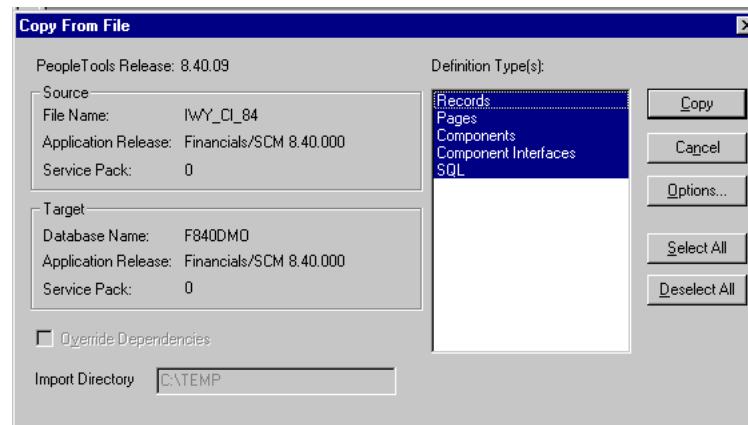 Copy From File
PeopleTools Release: 8.40.09
Source
File Name: IWY_CI_84
Application Release: Financials/SCM 8.40.000
Service Pack: 0
Target
Database Name: F840DMO
Application Release: Financials/SCM 8.40.000
Service Pack: 0
Override Dependencies
Import Directory C:\TEMP
Definition Type(s):
Records
Pages
Components
Component Interfaces
SQL
Copy
Cancel
Options...
Select All
Deselect All